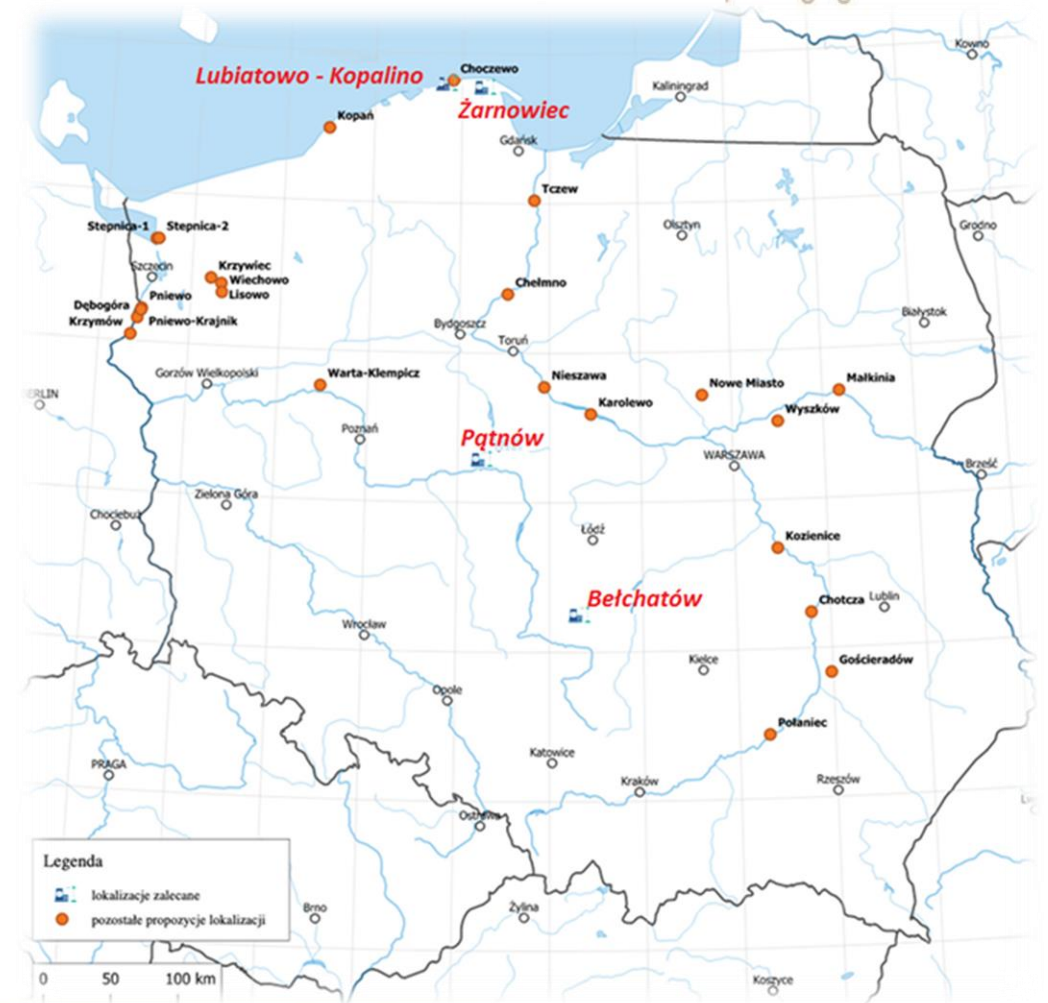 Kowno
Lubiatowo - Kopalino
Choczewo
Kaliningrad
Żarnowiec
Kopań
Gdańsk
Tczew
Stepnica-1
Stepnica-2
Olsztyn
Grodno
Szczecin
Krzywiec
Wiechowo
Lisowo
Chełmno
Dębogóra
Pniewo
Krzymów
Pniewo-Krajnik
Białystok
Bydgoszcz
Toruń
Gorzów Wielkopolski
Warta-Klempicz
Nieszawa
Nowe Miasto
Małkinia
ERLIN
Karolewo
Wyszków
Poznań
Pątnów
WARSZAWA
Brześć
Zielona Góra
Chociebuż
Łódź
Kozienice
Bełchatów
Chotcza
Lublin
Wrocław
Kielce
Gościeradów
Opole
Połaniec
PRAGA
Katowice
Kraków
Rzeszów
Ostrawa
Legenda
lokalizacje zalecane
pozostałe propozycje lokalizacji
Brno
Żylina
0 50 100 km
Koszyce